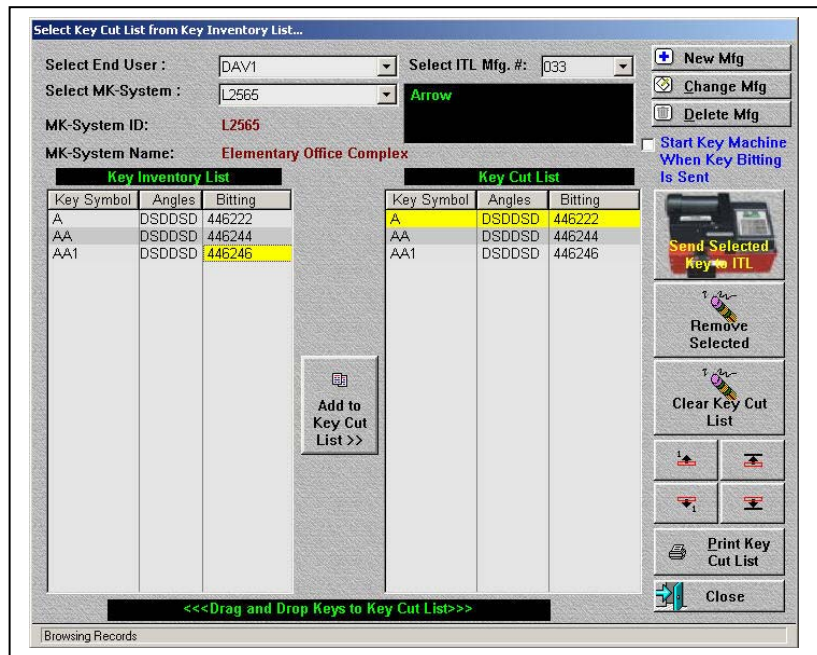 Select Key Cut List from Key Inventory List...
Select End User :
DAV1
Select ITL Mfg. #:
033
New Mfg
Select MK-System :
L2565
Arrow
Change Mfg
Delete Mfg
MK-System ID:
L2565
MK-System Name:
Elementary Office Complex
Start Key Machine
When Key Bitting
Is Sent
Key Inventory List
Key Symbol Angles Bitting
A DSDDSD 446222
AA DSDDSD 446244
AA1 DSDDSD 446246
Add to
Key Cut
List >>
Key Cut List
Key Symbol Angles Bitting
A DSDDSD 446222
AA DSDDSD 446244
AA1 DSDDSD 446246
Send Selected
Key to ITL
Remove
Selected
Clear Key Cut
List
1
1
Print Key
Cut List
Close
<<<Drag and Drop Keys to Key Cut List>>>
Browsing Records